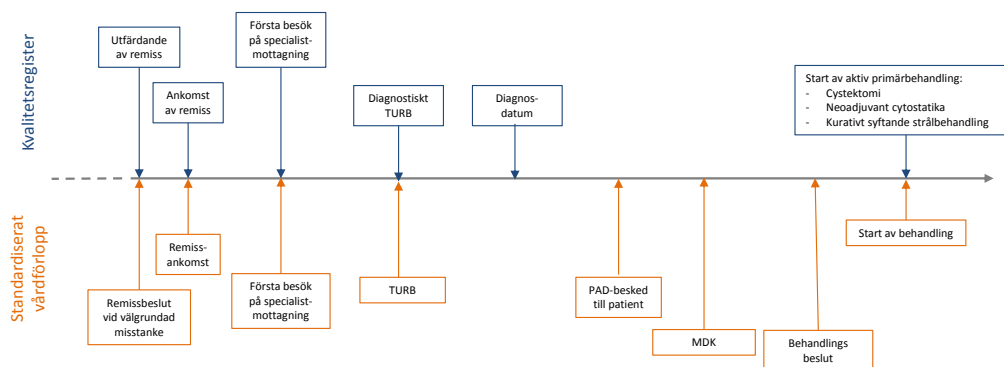 Kvalitetsregister
Utfärdande
av remiss
Ankomst
av remiss
Första besök
på specialist-
mottagning
Diagnostiskt
TURB
Diagnos-
datum
Start av aktiv primärbehandling:
- Cystektomi
- Neoadjuvant cytostatika
- Kurativt syftande strålbehandling
Standardiserat
vårdförlopp
Remissbeslut
vid välgrundad
misstanke
Remiss-
ankomst
Första besök
på specialist-
mottagning
TURB
PAD-besked
till patient
MDK
Behandlings
beslut
Start av behandling